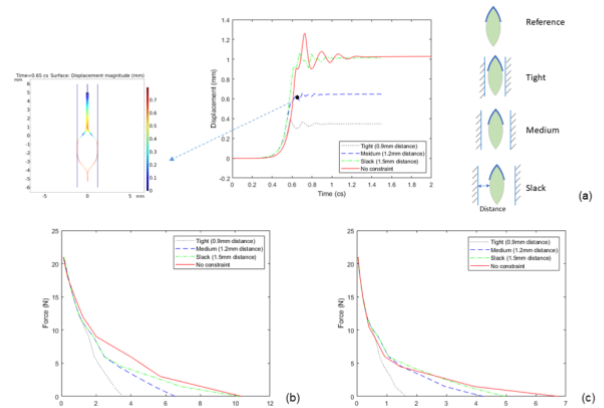 Time=0.65 cs Surface: Displacement magnitude (mm)
mm
6
5
4
3
2
1
0
-1
-2
-3
-4
-5
-6
-5
0
5
mm
0.7
0.6
0.5
0.4
0.3
0.2
0.1
0
Displacement (mm)
1.4
1.2
1
0.8
0.6
0.4
0.2
0
-0.2
0 0.2 0.4 0.6 0.8 1 1.2 1.4 1.6 1.8 2
Time (cs)
Tight (0.9mm distance)
Meidium (1.2mm distance)
Slack (1.5mm distance)
No constraint
Reference
Tight
Medium
Slack
Distance
(a)
Force (N)
25
20
15
10
5
0
0 2 4 6 8 10 12
Tight (0.9mm distance)
Medium (1.2mm distance)
Slack (1.5mm distance)
No constraint
(b)
Force (N)
25
20
15
10
5
0
0 1 2 3 4 5 6 7
Tight (0.9mm distance)
Medium (1.2mm distance)
Slack (1.5mm distance)
No constraint
(c)